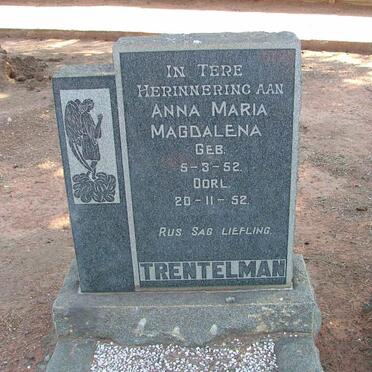 IN TERE
HERINNERING AAN
ANNA MARIA
MAGDALENA
GEB.
5-3-52.
OORL.
20-11-52.
RUS SAG LIEFLING.
TRENTELMAN